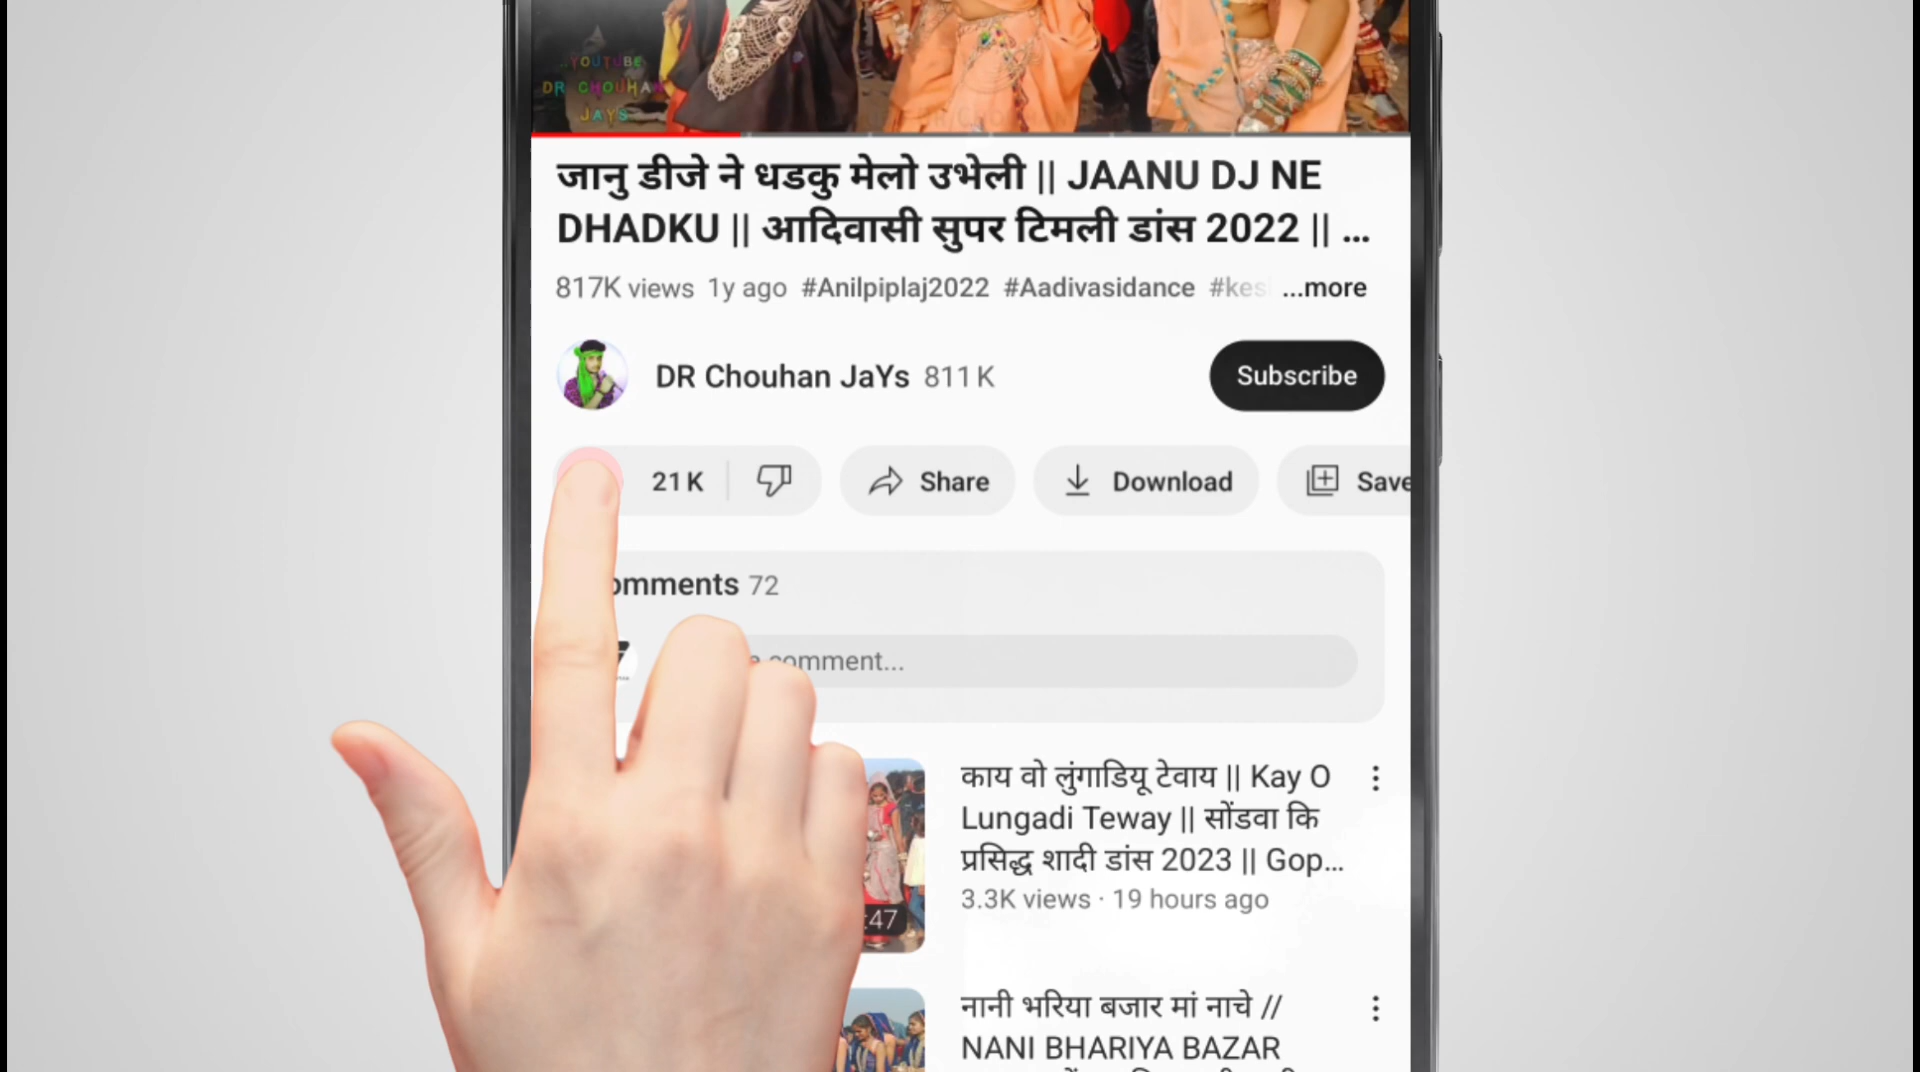 YOUTUBE
DR CHOUHAN
JAYS
जानु डीजे ने धडकु मेलो उभेली || JAANU DJ NE
DHADKU || आदिवासी सुपर टिमली डांस 2022 || ...
817K views 1y ago #Anilpiplaj2022 #Aadivasidance #kes ...more
DR Chouhan JaYs 811 K
Subscribe
21 K
Share
Download
Save
omments 72
comment...
:47
काय वो लुंगाडियू टेवाय || Kay O
Lungadi Teway || सोंडवा कि
प्रसिद्ध शादी डांस 2023 || Gop...
3.3K views · 19 hours ago
नानी भरिया बजार मां नाचे //
NANI BHARIYA BAZAR